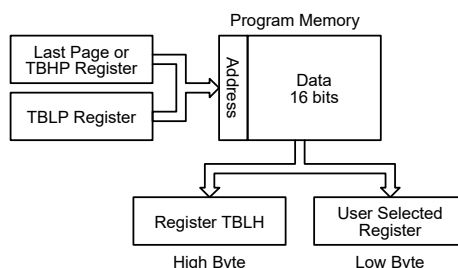 Program Memory
Last Page or
TBHP Register
TBLP Register
Address
Data
16 bits
Register TBLH
User Selected
Register
High Byte
Low Byte